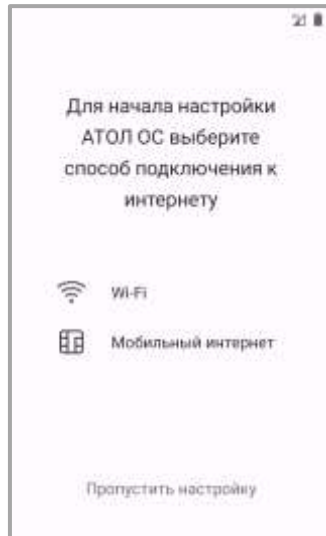 Для начала настройки
АТОЛ ОС выберите
способ подключения к
интернету
Wi-Fi
Мобильный интернет
Пропустить настройку